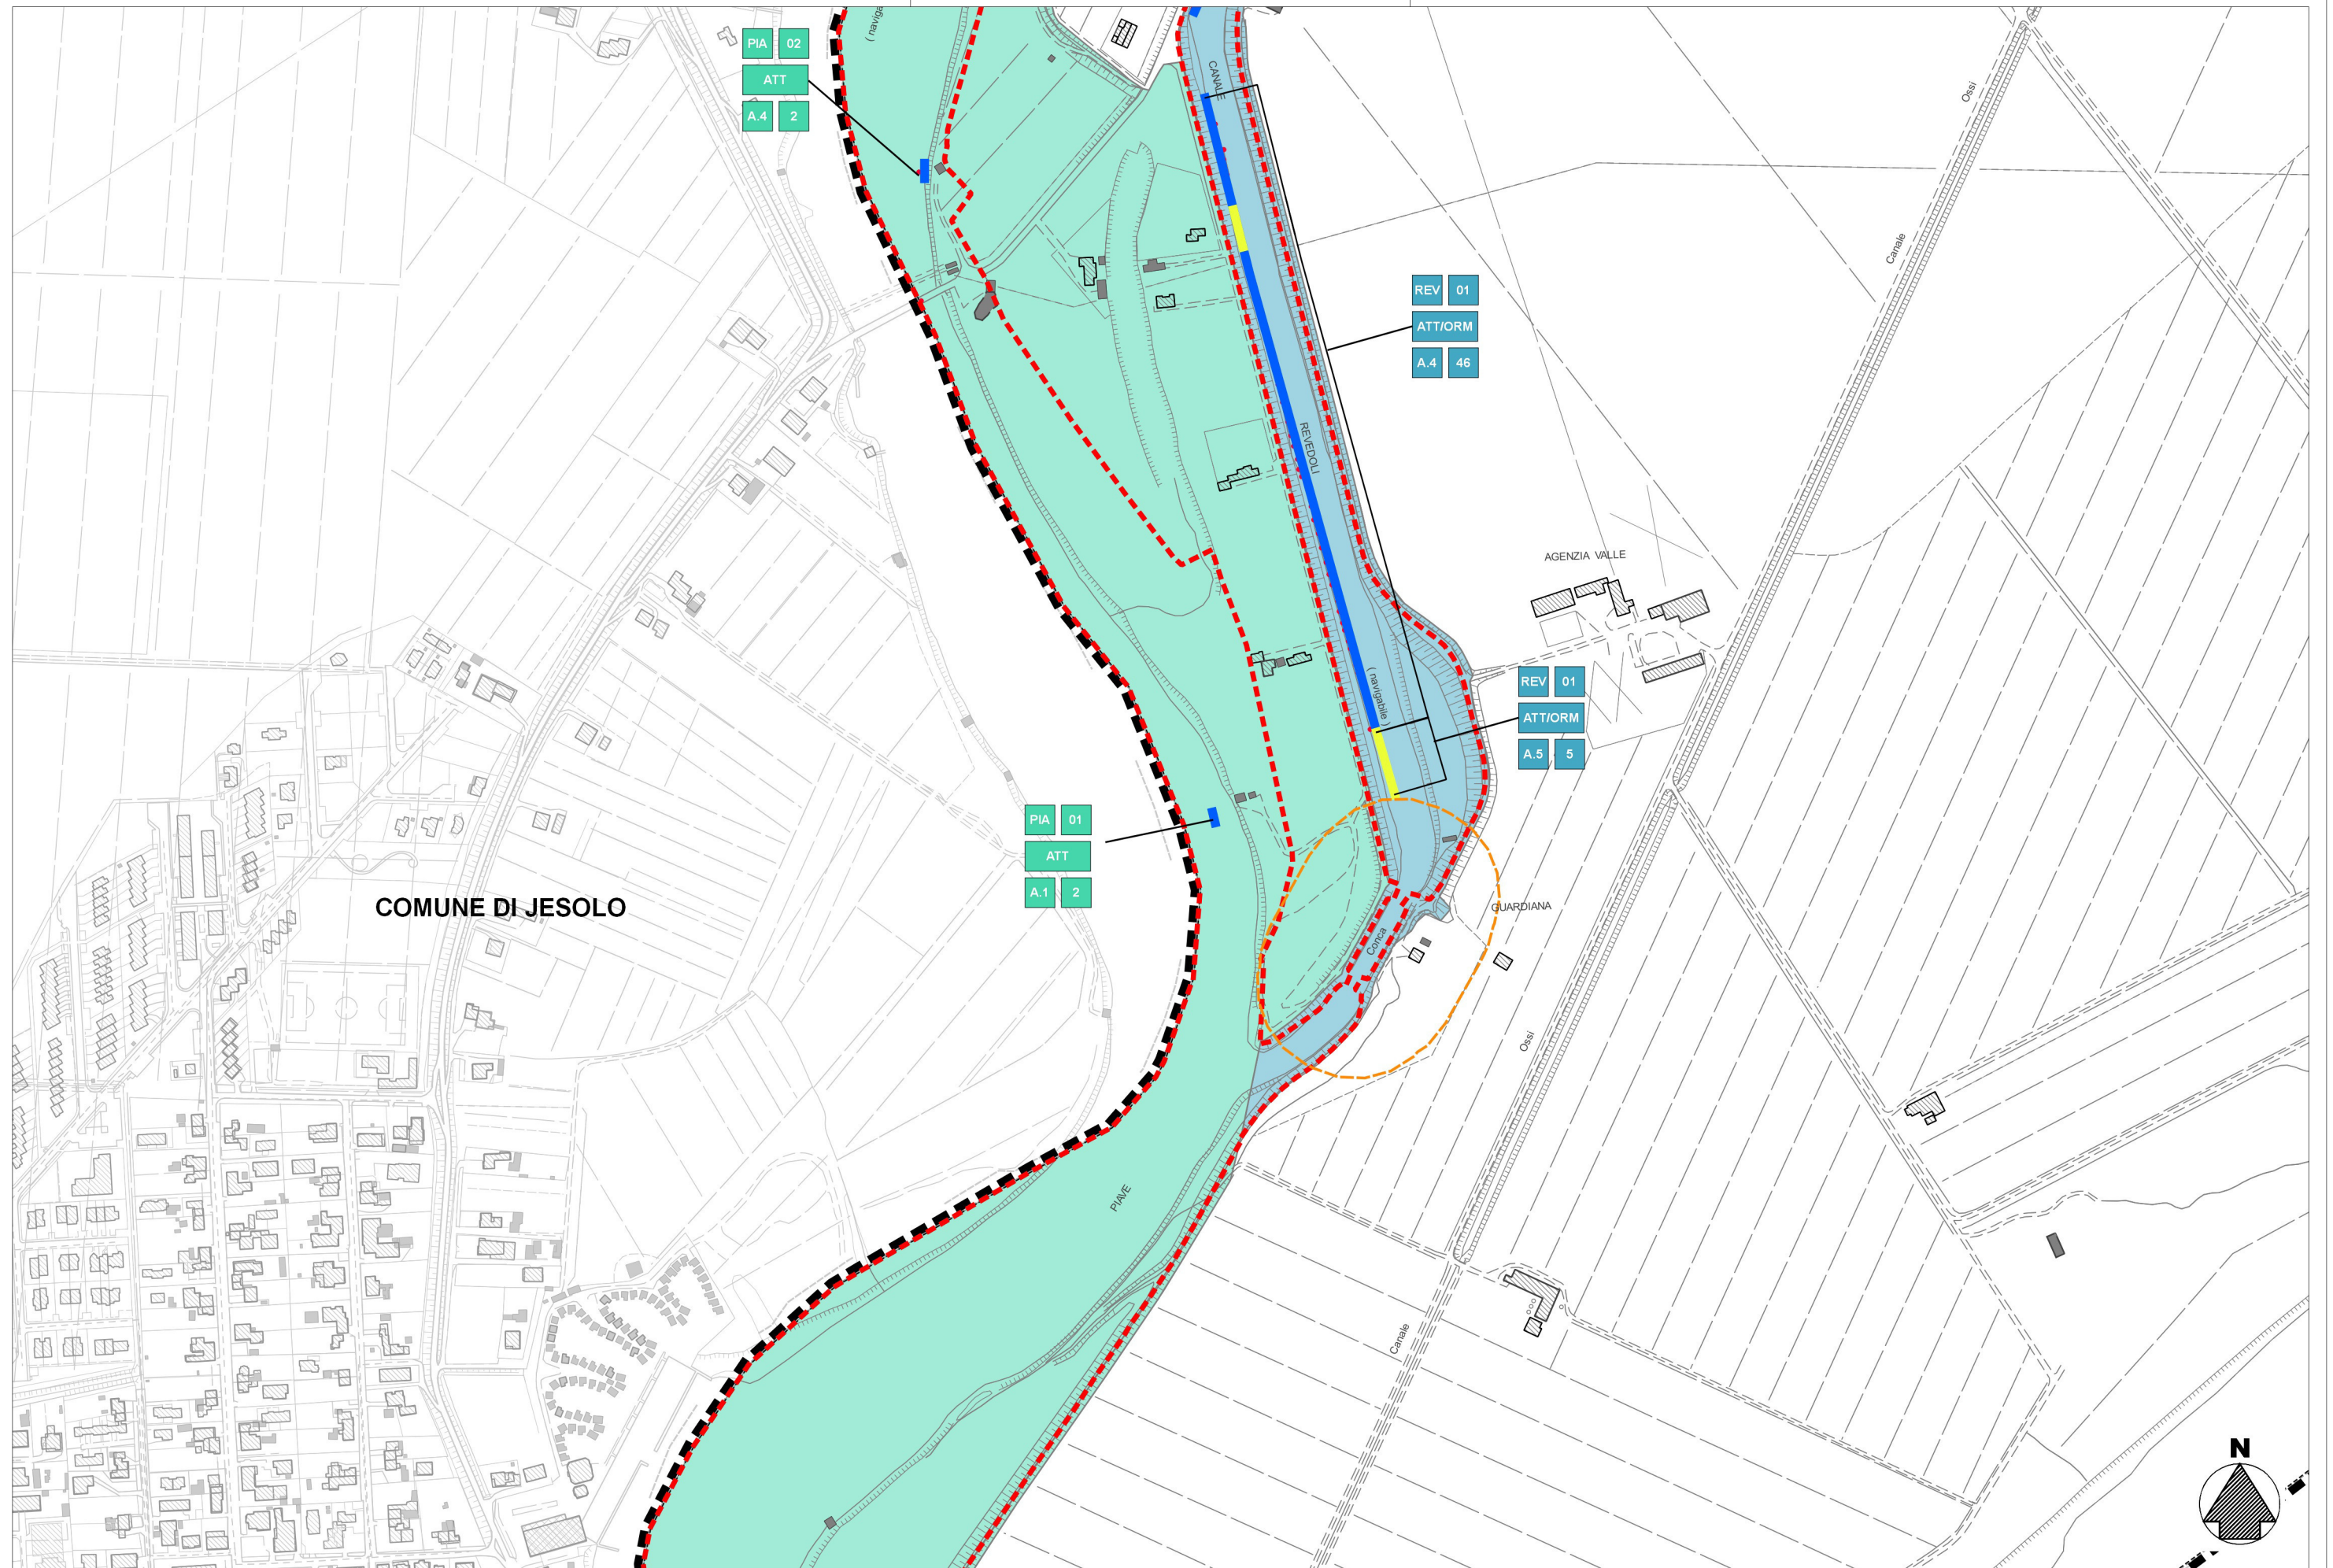 ( naviga
PIA 02
ATT
A.4 2
CANALE
Ossi
Canale
REV 01
ATT/ORM
A.4 46
REVEDOLI
AGENZIA VALLE
( navigabile )
REV 01
ATT/ORM
A.5 5
PIA 01
ATT
A.1 2
COMUNE DI JESOLO
GUARDIANA
Conca
Ossi
PIAVE
Canale
N